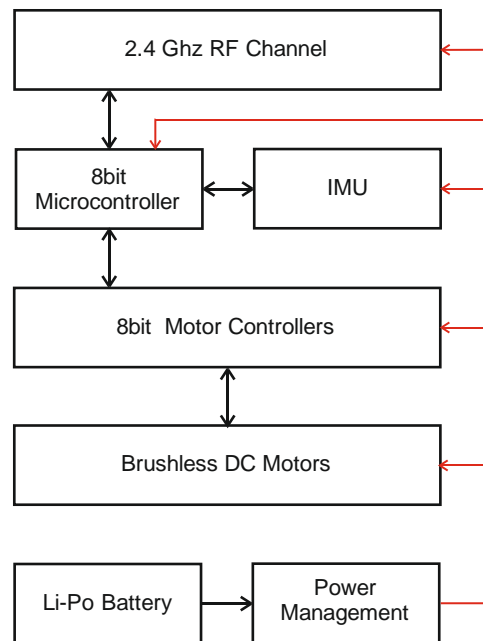 2.4 Ghz RF Channel
8bit
Microcontroller
IMU
8bit Motor Controllers
Brushless DC Motors
Li-Po Battery
Power
Management